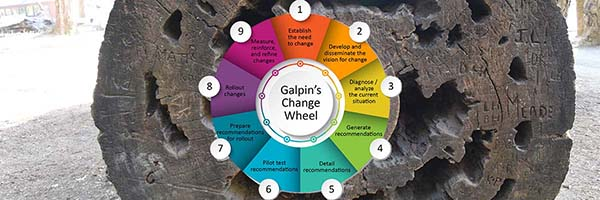 1
Establish
the need
to change
2
Develop and
disseminate the
vision for change
3
Diagnose /
analyze
the current
situation
4
Generate
recommendations
5
Detail
recommendations
6
Pilot test
recommendations
7
Prepare
recommendations
for rollout
8
Rollout
changes
9
Measure,
reinforce,
and refine
changes
Galpin's
Change
Wheel
MEADE